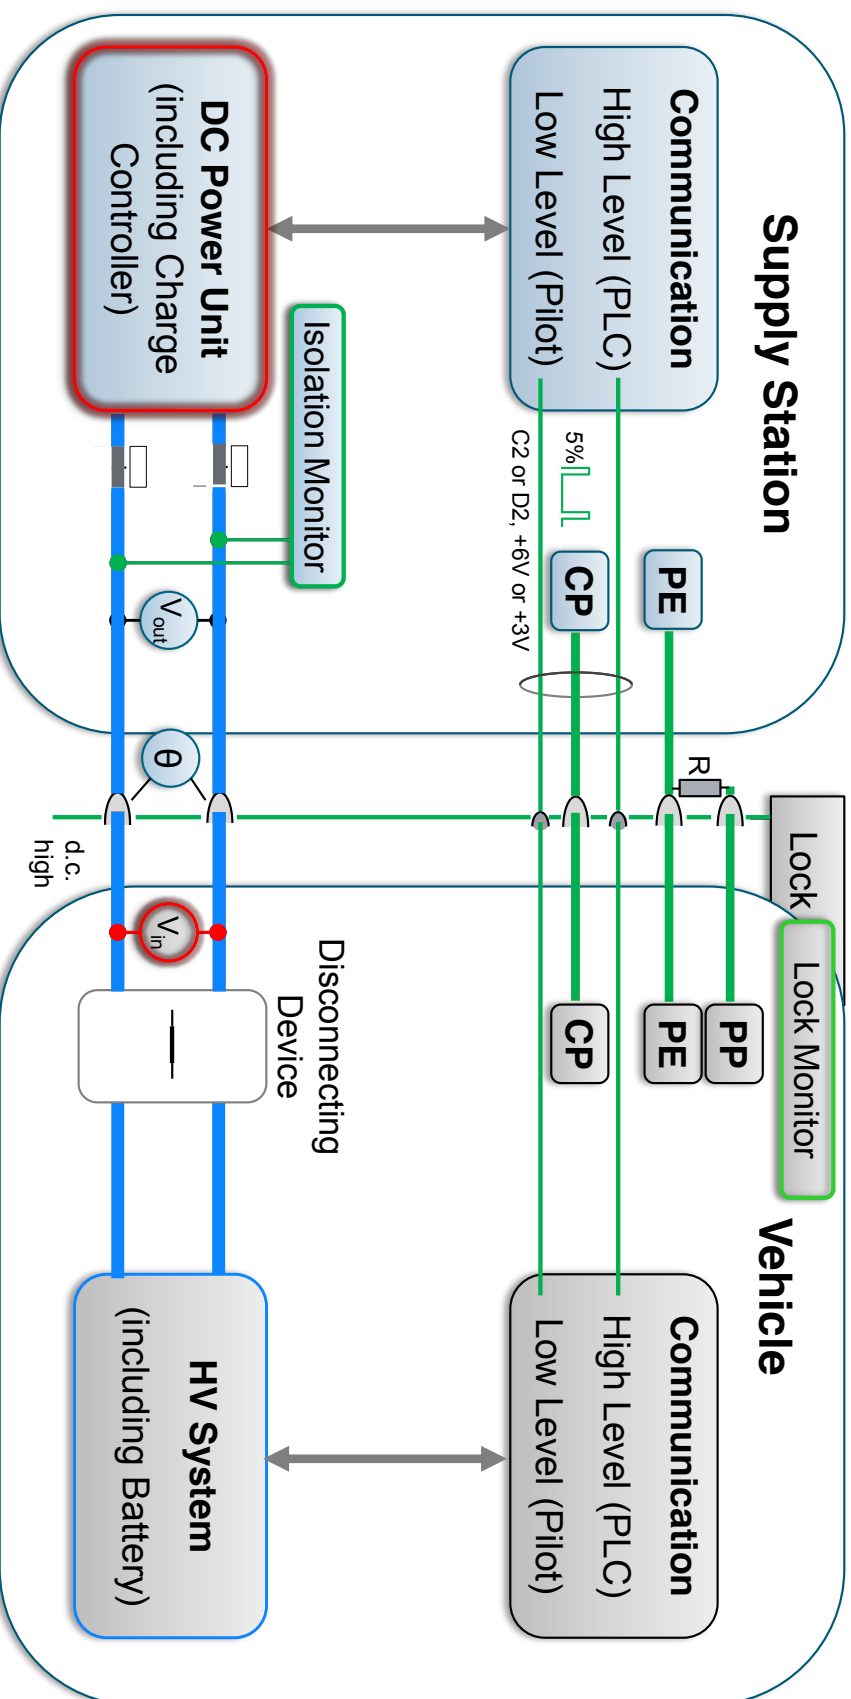 Supply Station
Communication
High Level (PLC)
Low Level (Pilot)
DC Power Unit
(including Charge
Controller)
Isolation Monitor
5%
C2 or D2, +6V or +3V
PE
CP
Vout
θ
R
d.c.
high
Lock
Lock Monitor
Vehicle
PP
PE
CP
Vin
Disconnecting
Device
Communication
High Level (PLC)
Low Level (Pilot)
HV System
(including Battery)